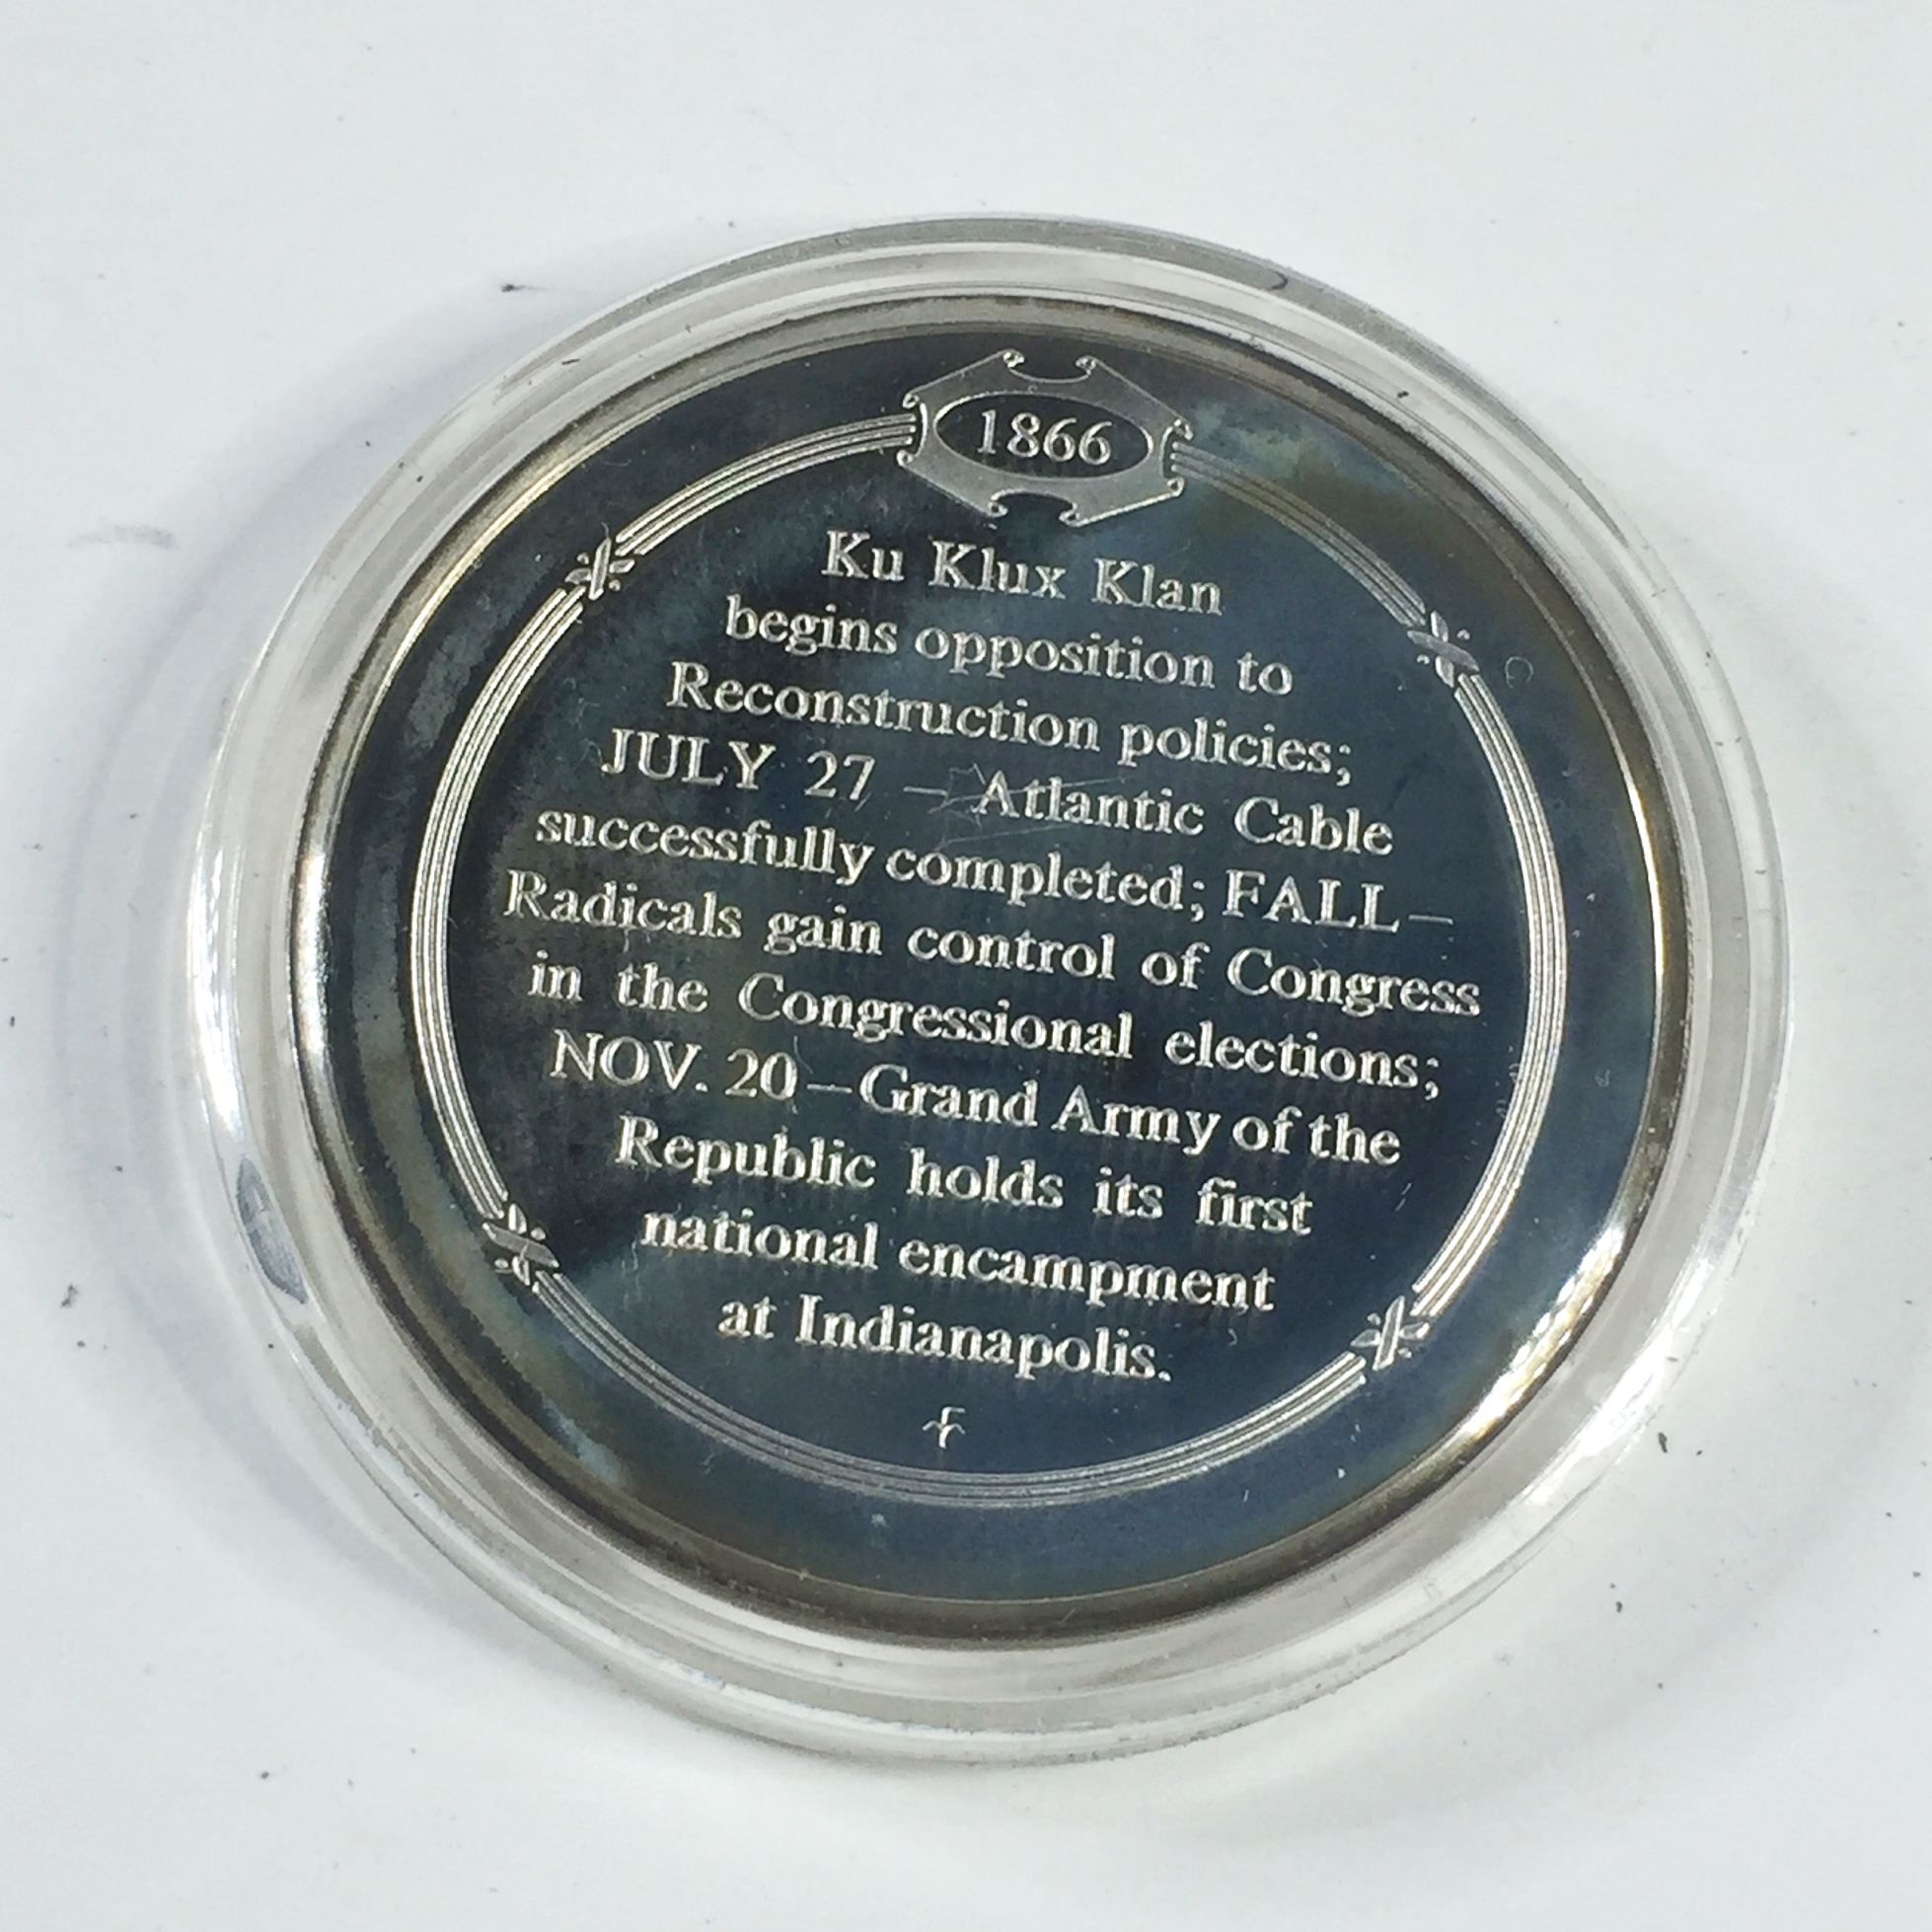 1866
Ku Klux Klan
begins opposition to
Reconstruction policies;
JULY 27 — Atlantic Cable
successfully completed; FALL—
Radicals gain control of Congress
in the Congressional elections;
NOV. 20—Grand Army of the
Republic holds its first
national encampment
at Indianapolis.
F